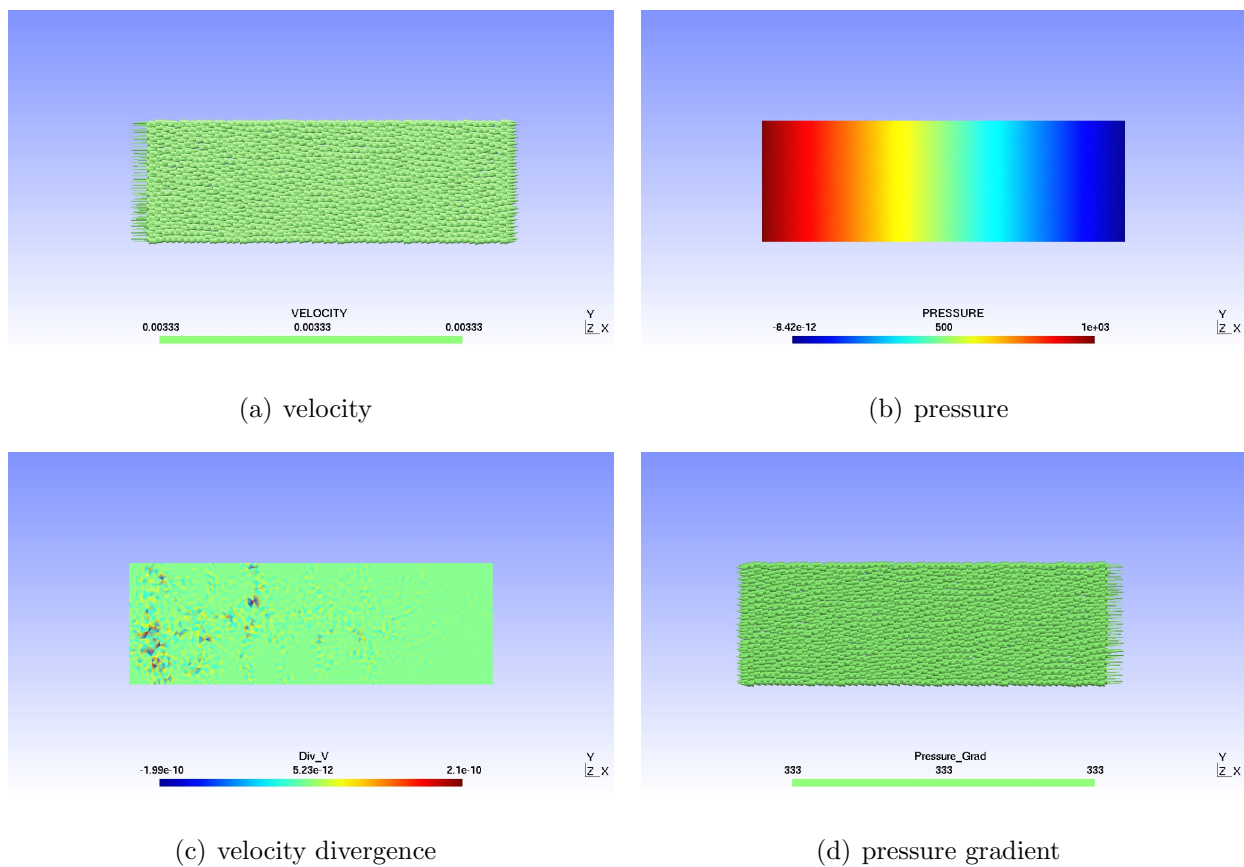 VELOCITY
0.00333 0.00333 0.00333
Y
Z X
(a) velocity
PRESSURE
-8.42e-12 500 1e+03
Y
Z X
(b) pressure
Div_V
-1.99e-10 5.23e-12 2.1e-10
Y
Z X
(c) velocity divergence
Pressure_Grad
333 333 333
Y
Z X
(d) pressure gradient